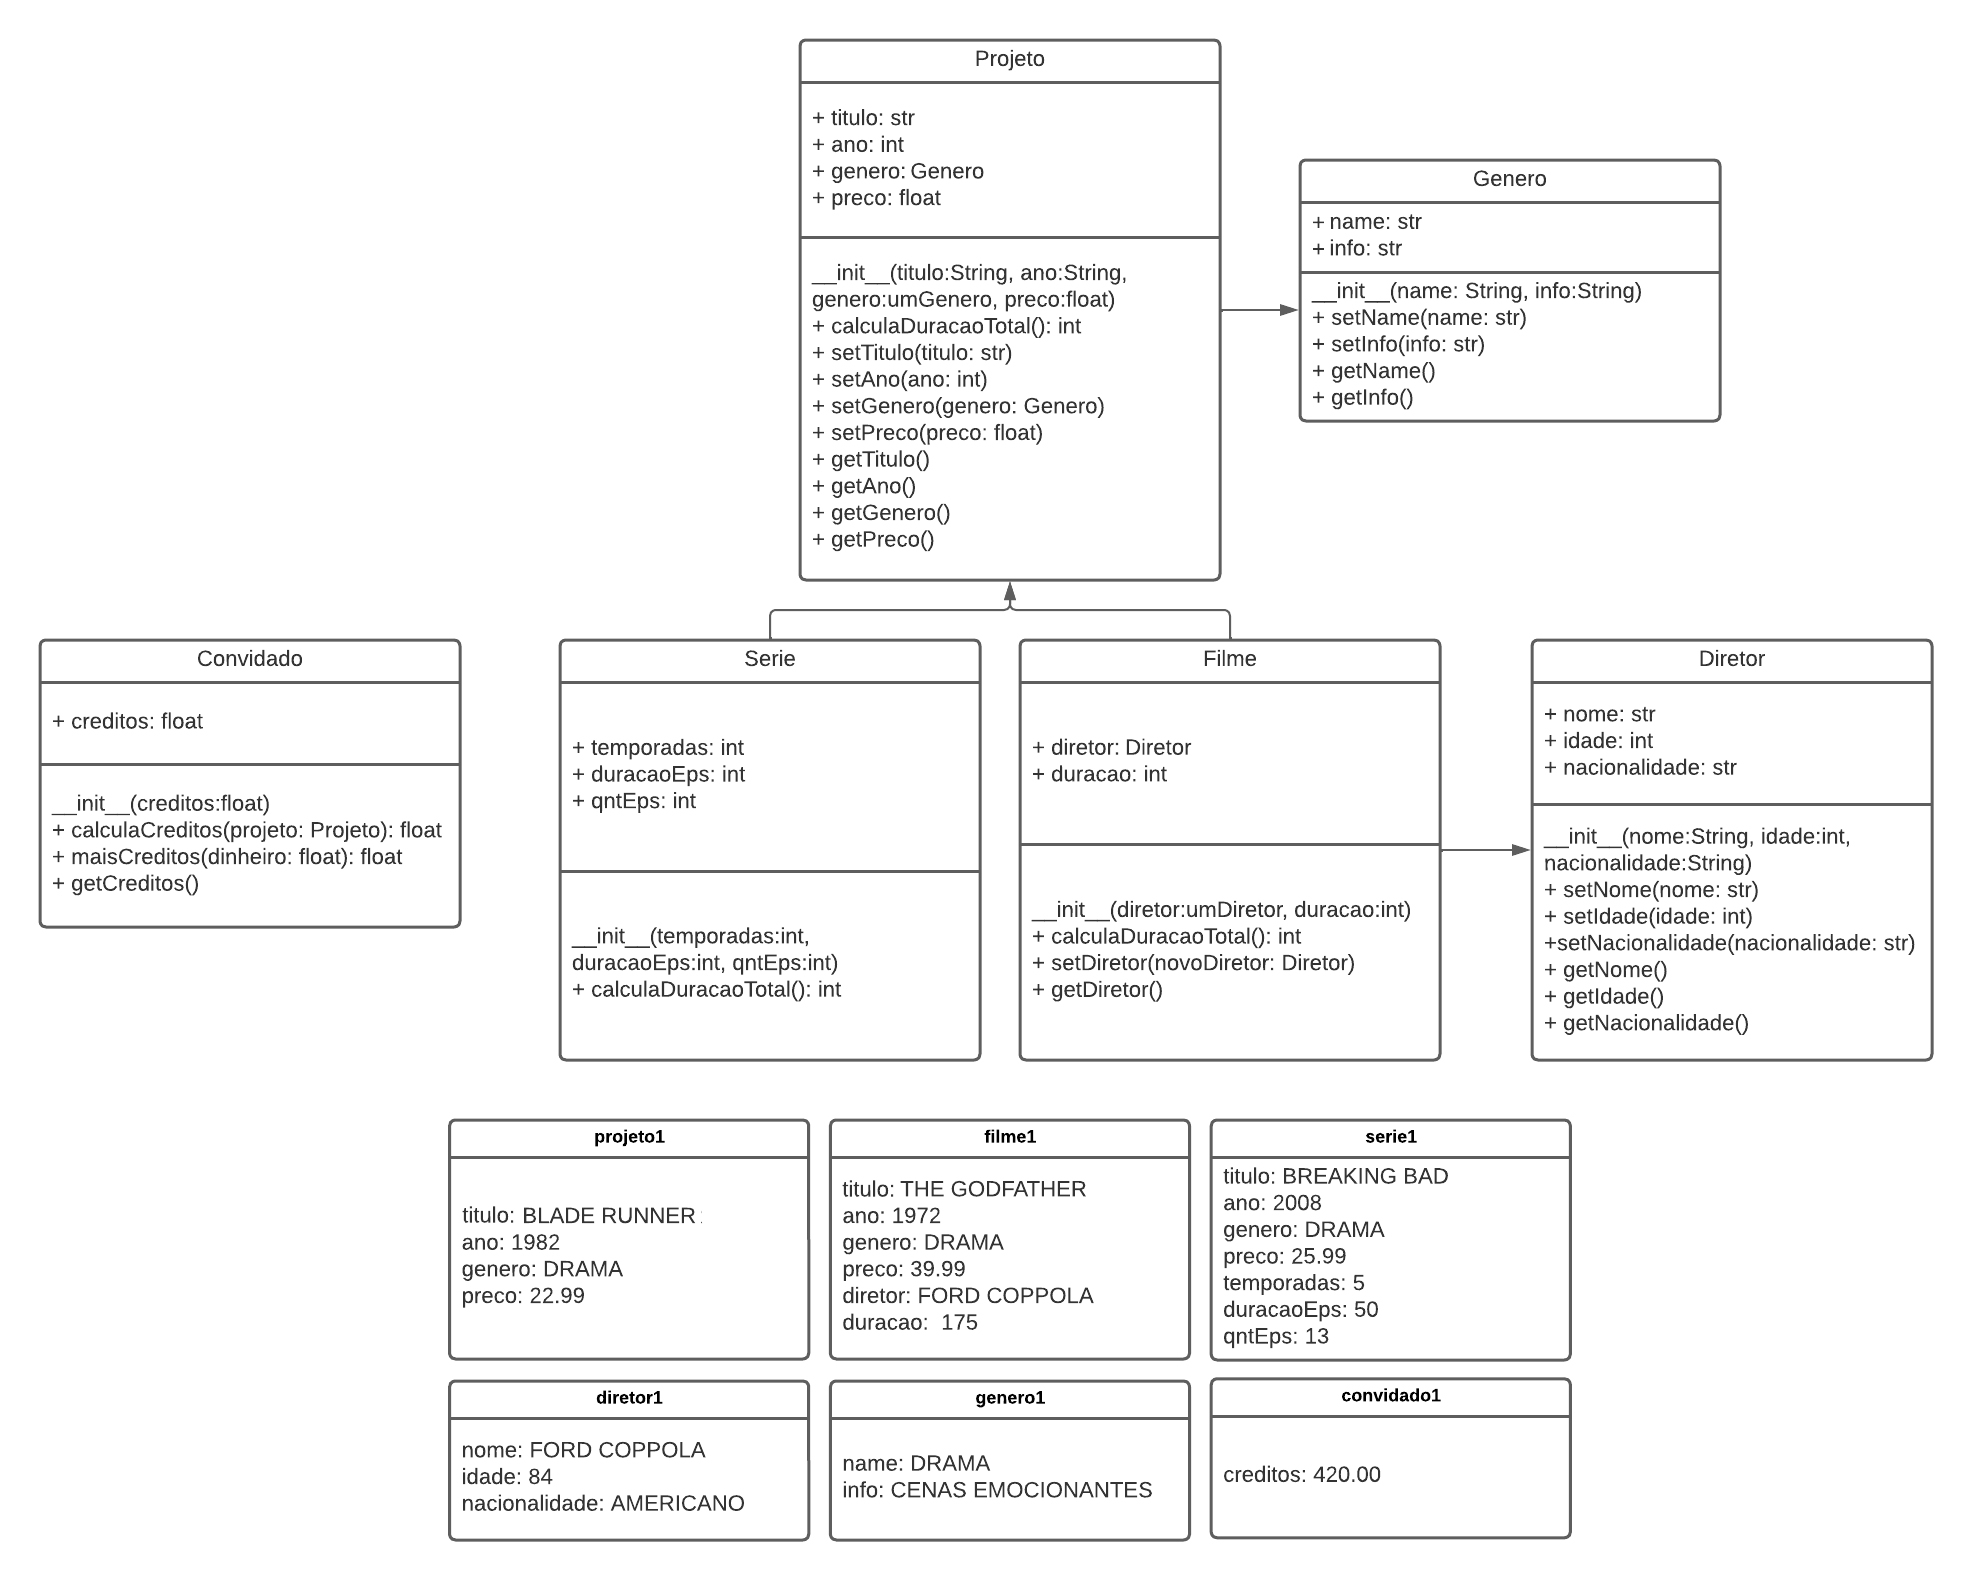 Projeto
+ titulo: str
+ ano: int
+ genero: Genero
+ preco: float
__init__(titulo:String, ano:String,
genero:umGenero, preco:float)
+ calculaDuracaoTotal(): int
+ setTitulo(titulo: str)
+ setAno(ano: int)
+ setGenero(genero: Genero)
+ setPreco(preco: float)
+ getTitulo()
+ getAno()
+ getGenero()
+ getPreco()
Genero
+ name: str
+ info: str
__init__(name: String, info:String)
+ setName(name: str)
+ setInfo(info: str)
+ getName()
+ getInfo()
Convidado
+ creditos: float
__init__(creditos:float)
+ calculaCreditos(projeto: Projeto): float
+ maisCreditos(dinheiro: float): float
+ getCreditos()
Serie
+ temporadas: int
+ duracaoEps: int
+ qntEps: int
__init__(temporadas:int,
duracaoEps:int, qntEps:int)
+ calculaDuracaoTotal(): int
Filme
+ diretor: Diretor
+ duracao: int
__init__(diretor:umDiretor, duracao:int)
+ calculaDuracaoTotal(): int
+ setDiretor(novoDiretor: Diretor)
+ getDiretor()
Diretor
+ nome: str
+ idade: int
+ nacionalidade: str
__init__(nome:String, idade:int,
nacionalidade:String)
+ setNome(nome: str)
+ setIdade(idade: int)
+setNacionalidade(nacionalidade: str)
+ getNome()
+ getIdade()
+ getNacionalidade()
projeto1
titulo: BLADE RUNNER
ano: 1982
genero: DRAMA
preco: 22.99
filme1
titulo: THE GODFATHER
ano: 1972
genero: DRAMA
preco: 39.99
diretor: FORD COPPOLA
duracao: 175
serie1
titulo: BREAKING BAD
ano: 2008
genero: DRAMA
preco: 25.99
temporadas: 5
duracaoEps: 50
qntEps: 13
diretor1
nome: FORD COPPOLA
idade: 84
nacionalidade: AMERICANO
genero1
name: DRAMA
info: CENAS EMOCIONANTES
convidado1
creditos: 420.00